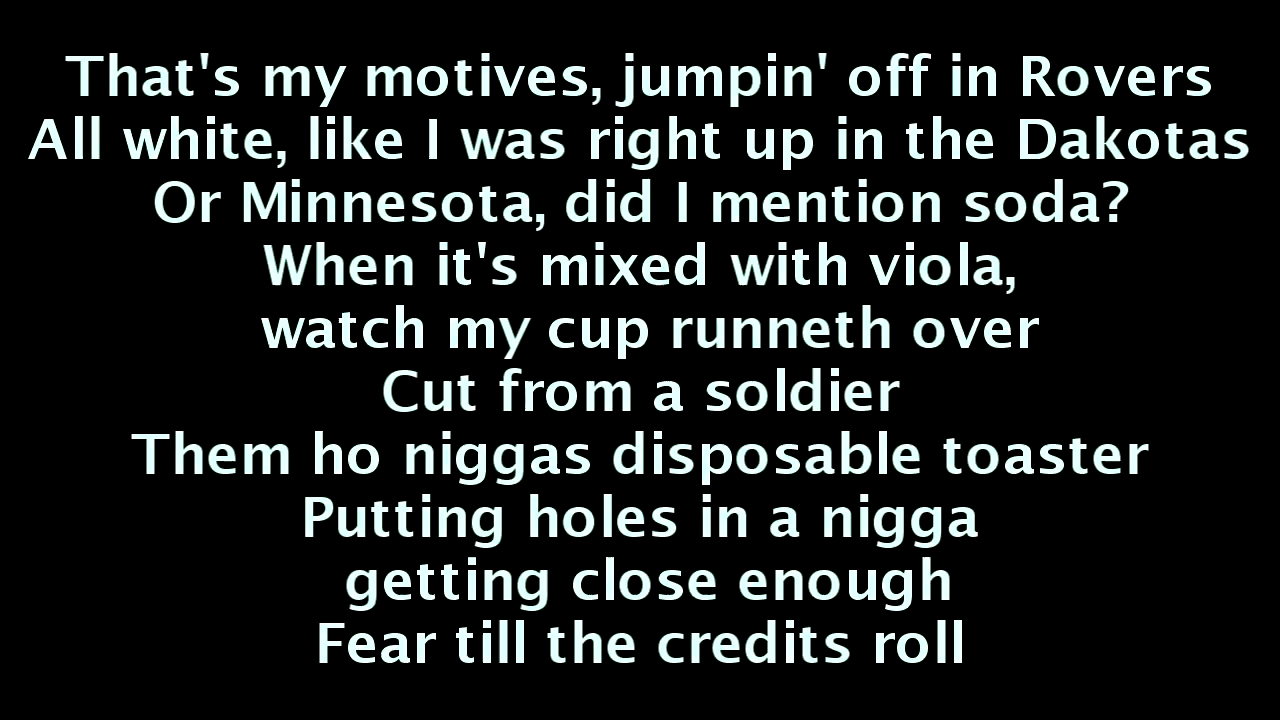 That's my motives, jumpin' off in Rovers
All white, like I was right up in the Dakotas
Or Minnesota, did I mention soda?
When it's mixed with viola,
watch my cup runneth over
Cut from a soldier
Them ho niggas disposable toaster
Putting holes in a nigga
getting close enough
Fear till the credits roll